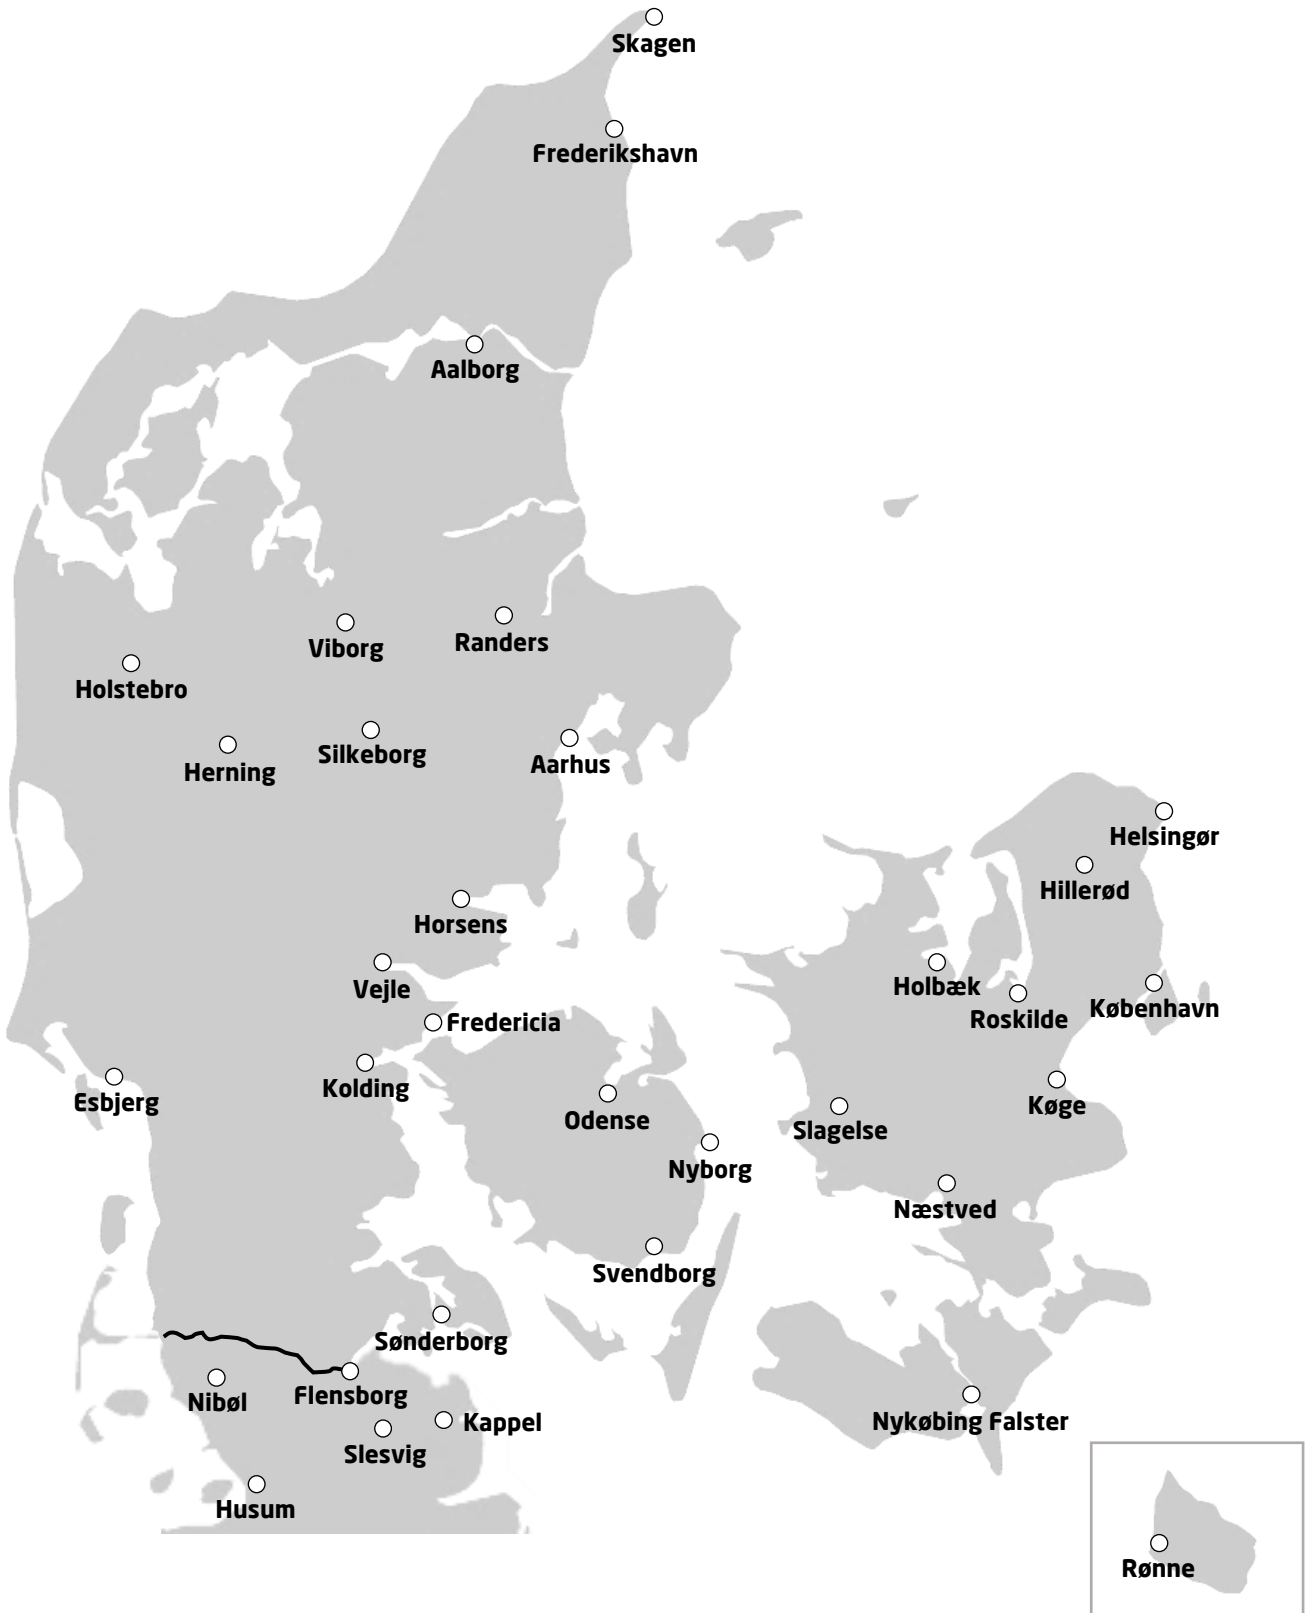 Skagen
Frederikshavn
Aalborg
Viborg
Randers
Holstebro
Silkeborg
Herning
Aarhus
Helsingør
Hillerød
Horsens
Vejle
Holbæk
København
Roskilde
Fredericia
Kolding
Esbjerg
Køge
Odense
Slagelse
Nyborg
Næstved
Svendborg
Sønderborg
Flensborg
Nibøl
Kappel
Nykøbing Falster
Slesvig
Husum
Rønne